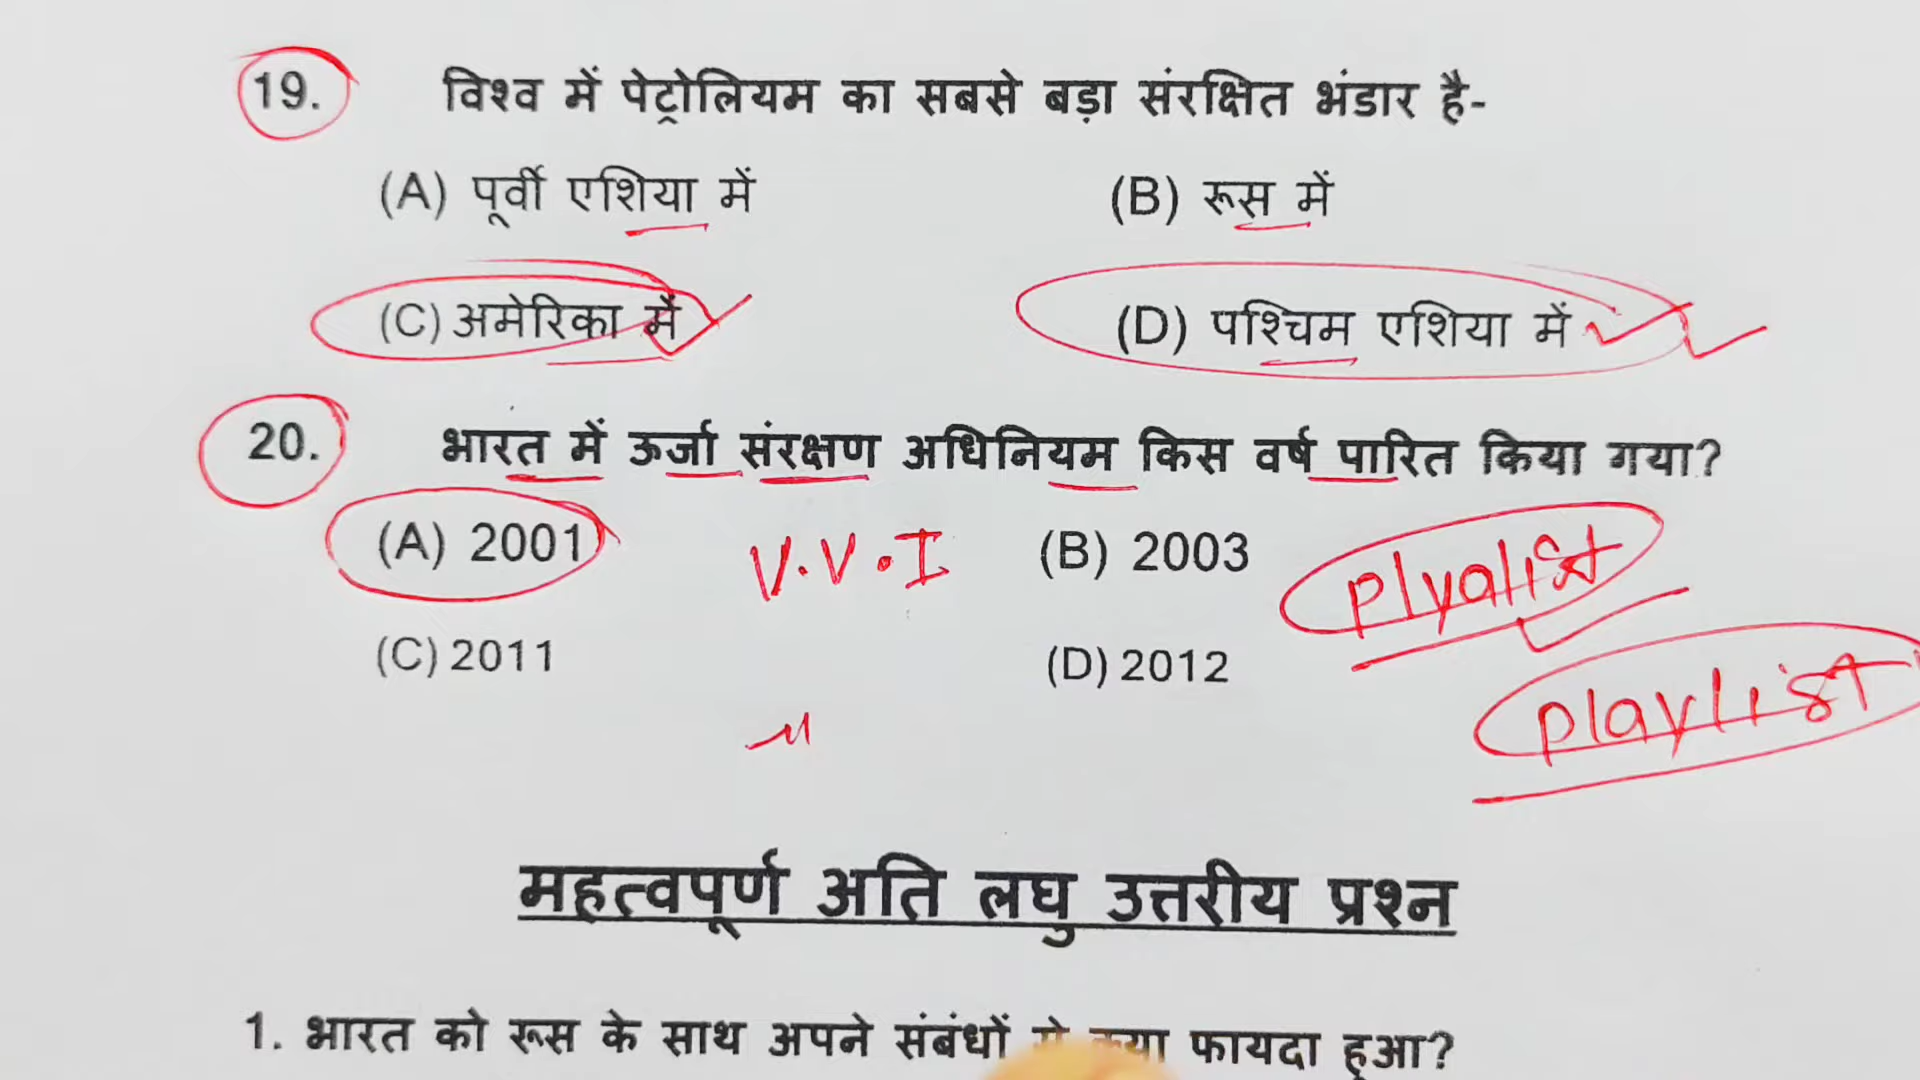 19. विश्व में पेट्रोलियम का सबसे बड़ा संरक्षित भंडार है-
(A) पूर्वी एशिया में (B) रूस में
(C) अमेरिका में (D) पश्चिम एशिया में
20. भारत में ऊर्जा संरक्षण अधिनियम किस वर्ष पारित किया गया?
(A) 2001 V.V.I (B) 2003 plyalist
(C) 2011 (D) 2012 playlist
महत्वपूर्ण अति लघु उत्तरीय प्रश्न
1. भारत को रूस के साथ अपने संबंधों क्या फायदा हुआ?